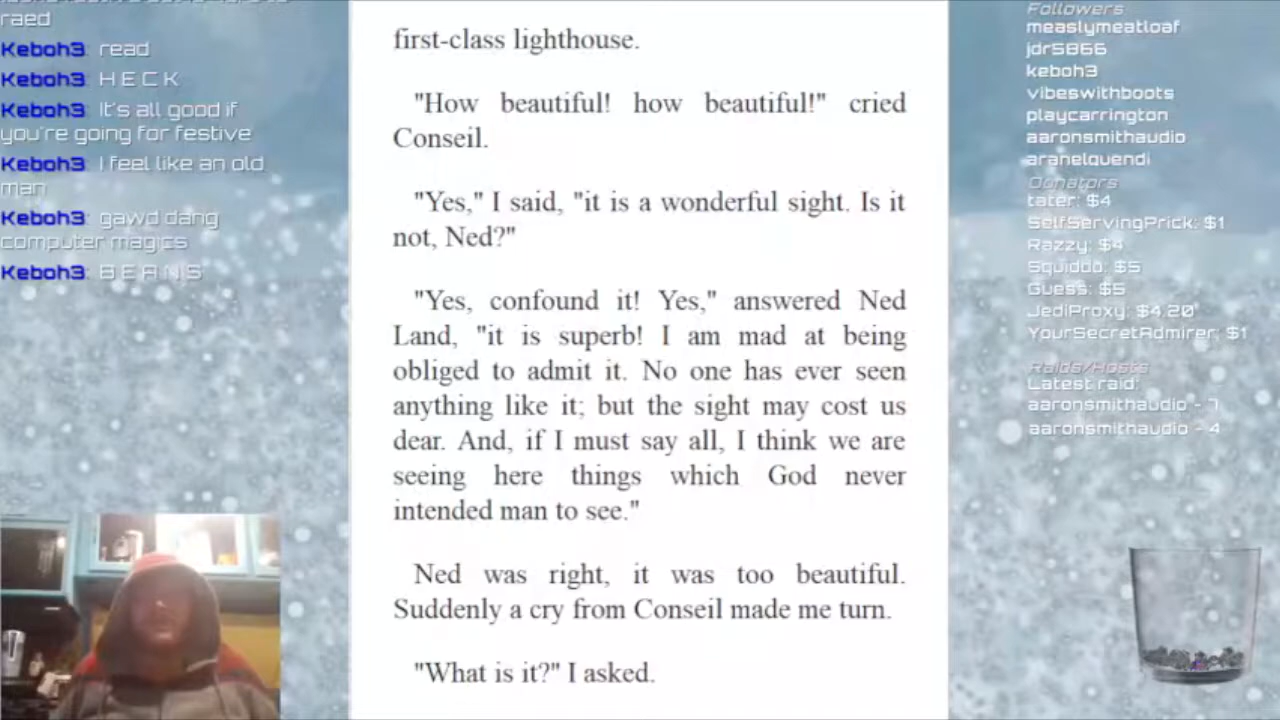 raed
Keboh3: read
Keboh3: H E C K
Keboh3: It's all good if
you're going for festive
Keboh3: I feel like an old
man
Keboh3: gawd dang
computer magics
Keboh3: B E A N S
first-class lighthouse.
"How beautiful! how beautiful!" cried
Conseil.
"Yes," I said, "it is a wonderful sight. Is it
not, Ned?"
"Yes, confound it! Yes," answered Ned
Land, "it is superb! I am mad at being
obliged to admit it. No one has ever seen
anything like it; but the sight may cost us
dear. And, if I must say all, I think we are
seeing here things which God never
intended man to see."
Ned was right, it was too beautiful.
Suddenly a cry from Conseil made me turn.
"What is it?" I asked.
Followers
measlymeatloaf
jdr5866
keboh3
vibeswithboots
playcarrington
aaronsmithaudio
aranelquendi
Donators
tater: $4
SelfServingPrick: $1
Razzy: $4
Squidda: $5
Guess: $5
JediProxy: $4.20
YourSecretAdmirer: $1
Raids/Hosts
Latest raid:
aaronsmithaudio - 7
aaronsmithaudio - 4